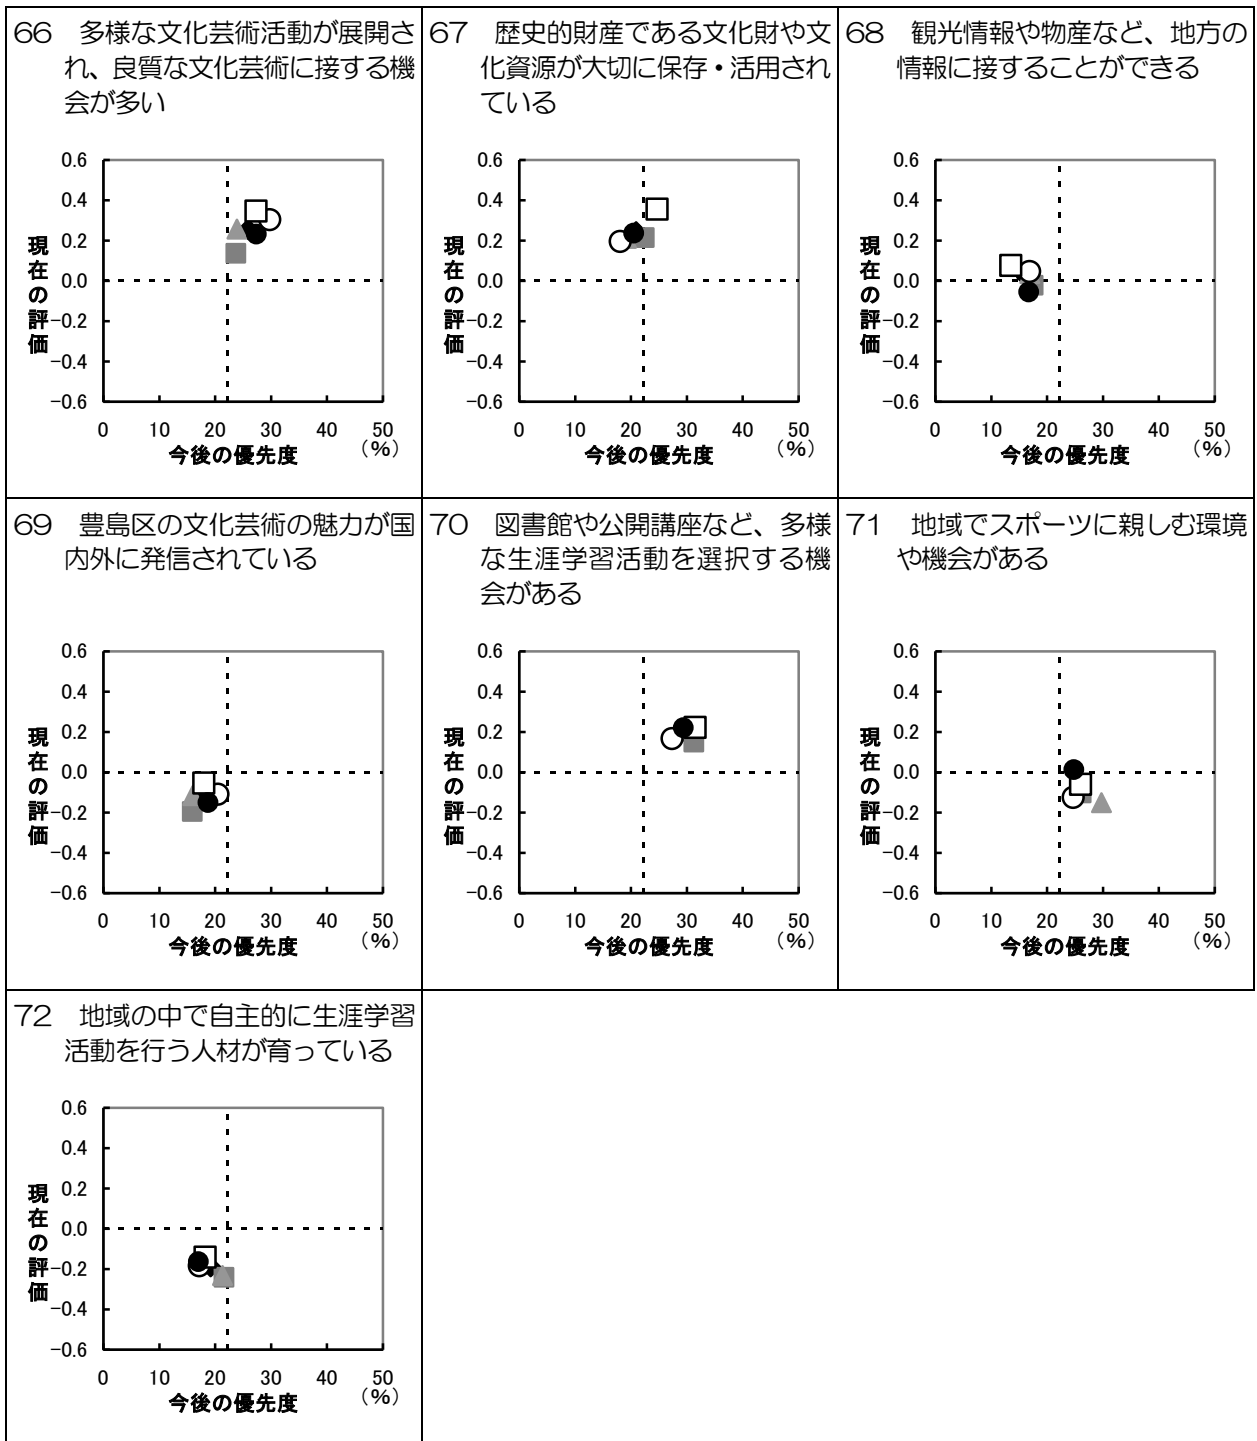 66 多様な文化芸術活動が展開さ
れ、良質な文化芸術に接する機
会が多い
0.6
0.4
0.2
0.0
−0.2
−0.4
−0.6
現在の評価
0 10 20 30 40 50
今後の優先度 (%)
67 歴史的財産である文化財や文
化資源が大切に保存・活用され
ている
0.6
0.4
0.2
0.0
−0.2
−0.4
−0.6
現在の評価
0 10 20 30 40 50
今後の優先度 (%)
68 観光情報や物産など、地方の
情報に接することができる
0.6
0.4
0.2
0.0
−0.2
−0.4
−0.6
現在の評価
0 10 20 30 40 50
今後の優先度 (%)
69 豊島区の文化芸術の魅力が国
内外に発信されている
0.6
0.4
0.2
0.0
−0.2
−0.4
−0.6
現在の評価
0 10 20 30 40 50
今後の優先度 (%)
70 図書館や公開講座など、多様
な生涯学習活動を選択する機
会がある
0.6
0.4
0.2
0.0
−0.2
−0.4
−0.6
現在の評価
0 10 20 30 40 50
今後の優先度 (%)
71 地域でスポーツに親しむ環境
や機会がある
0.6
0.4
0.2
0.0
−0.2
−0.4
−0.6
現在の評価
0 10 20 30 40 50
今後の優先度 (%)
72 地域の中で自主的に生涯学習
活動を行う人材が育っている
0.6
0.4
0.2
0.0
−0.2
−0.4
−0.6
現在の評価
0 10 20 30 40 50
今後の優先度 (%)